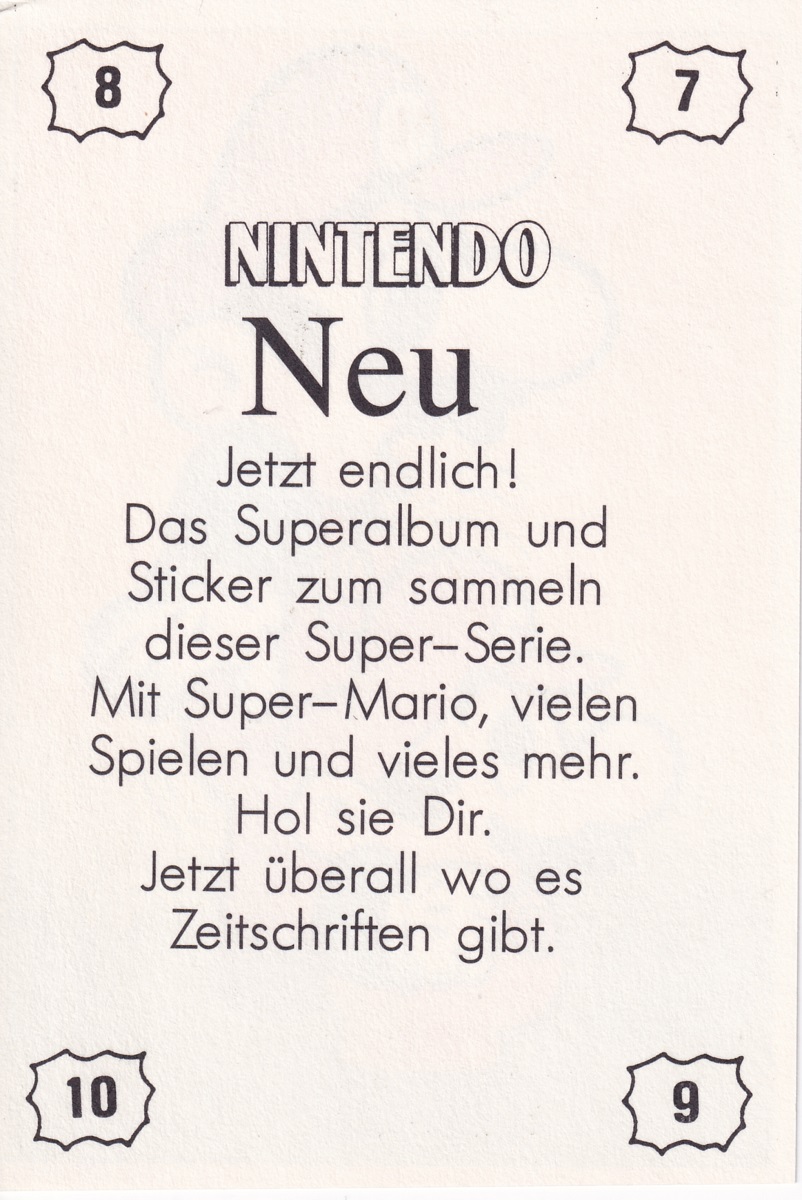 8
7
NINTENDO
Neu
Jetzt endlich!
Das Superalbum und
Sticker zum sammeln
dieser Super-Serie.
Mit Super-Mario, vielen
Spielen und vieles mehr.
Hol sie Dir.
Jetzt überall wo es
Zeitschriften gibt.
10
9